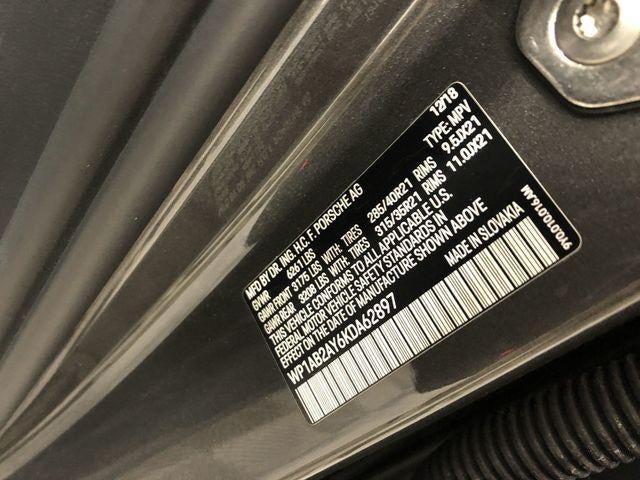 MFD BY DR. ING. H.C. F. PORSCHE AG 12/18
GVWR 6261 LBS TYPE: MPV
GAWR FRONT 3175 LBS WITH: TIRES 285/40R21 RIMS 9.5JX21
GAWR REAR 3208 LBS WITH: TIRES 315/35R21 RIMS 11.0JX21
THIS VEHICLE CONFORMS TO ALL APPLICABLE U.S.
FEDERAL MOTOR VEHICLE SAFETY STANDARDS IN
EFFECT ON THE DATE OF MANUFACTURE SHOWN ABOVE
WP1AB2AY6KDA62897 MADE IN SLOVAKIA